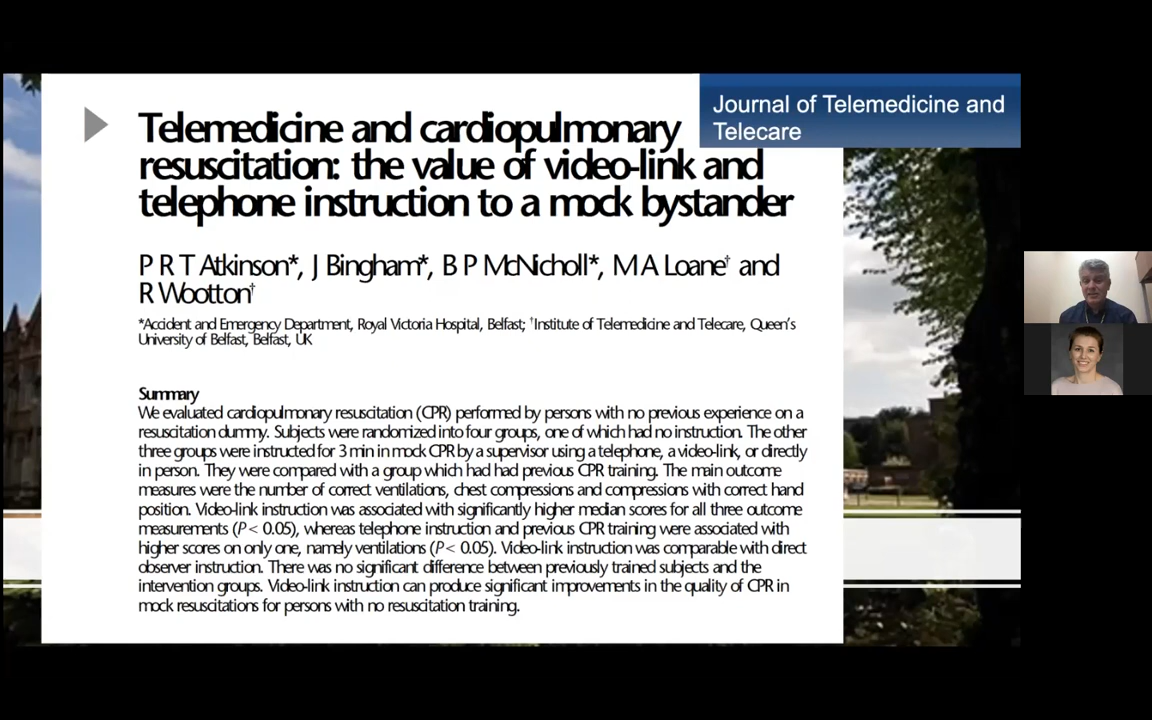 Journal of Telemedicine and
Telecare
Telemedicine and cardiopulmonary
resuscitation: the value of video-link and
telephone instruction to a mock bystander
P R T Atkinson*, J Bingham*, B P McNicholl*, M A Loane† and
R Wootton†
*Accident and Emergency Department, Royal Victoria Hospital, Belfast; †Institute of Telemedicine and Telecare, Queen's
University of Belfast, Belfast, UK
Summary
We evaluated cardiopulmonary resuscitation (CPR) performed by persons with no previous experience on a
resuscitation dummy. Subjects were randomized into four groups, one of which had no instruction. The other
three groups were instructed for 3 min in mock CPR by a supervisor using a telephone, a video-link, or directly
in person. They were compared with a group which had had previous CPR training. The main outcome
measures were the number of correct ventilations, chest compressions and compressions with correct hand
position. Video-link instruction was associated with significantly higher median scores for all three outcome
measurements (P < 0.05), whereas telephone instruction and previous CPR training were associated with
higher scores on only one, namely ventilations (P < 0.05). Video-link instruction was comparable with direct
observer instruction. There was no significant difference between previously trained subjects and the
intervention groups. Video-link instruction can produce significant improvements in the quality of CPR in
mock resuscitations for persons with no resuscitation training.